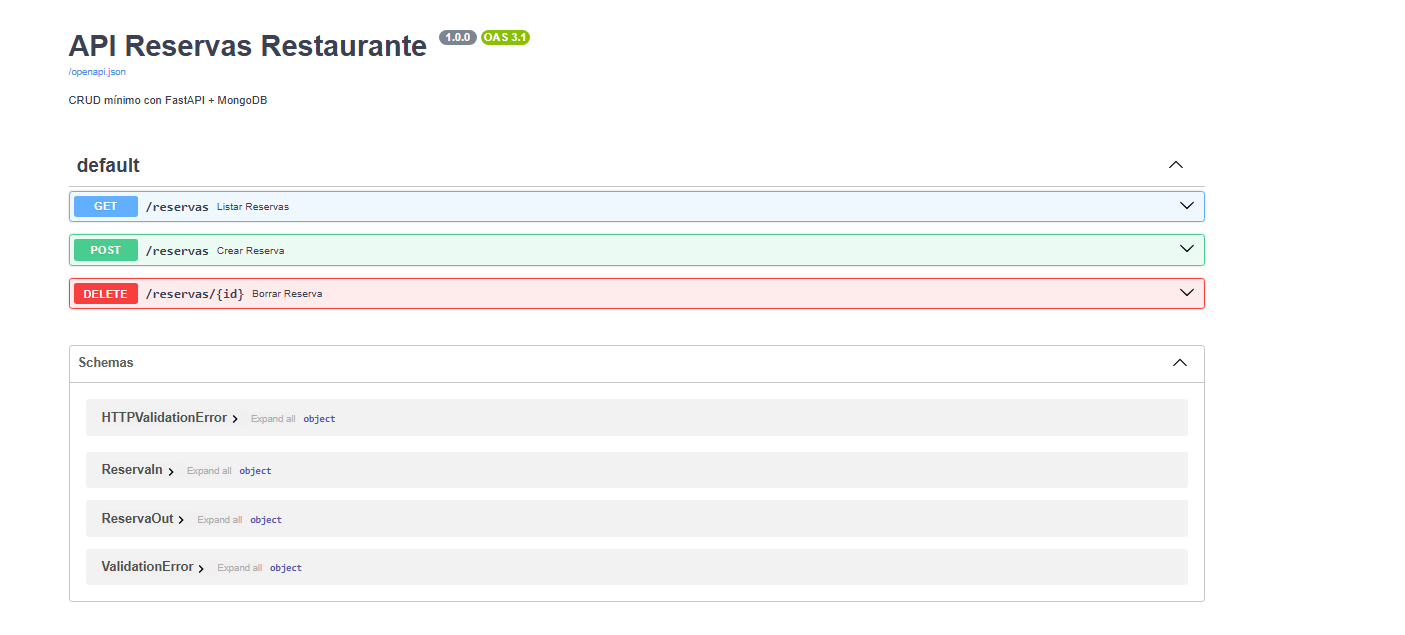 API Reservas Restaurante 1.0.0 OAS 3.1
/openapi.json
CRUD mínimo con FastAPI + MongoDB
default
GET /reservas Listar Reservas
POST /reservas Crear Reserva
DELETE /reservas/{id} Borrar Reserva
Schemas
HTTPValidationError Expand all object
ReservaIn Expand all object
ReservaOut Expand all object
ValidationError Expand all object